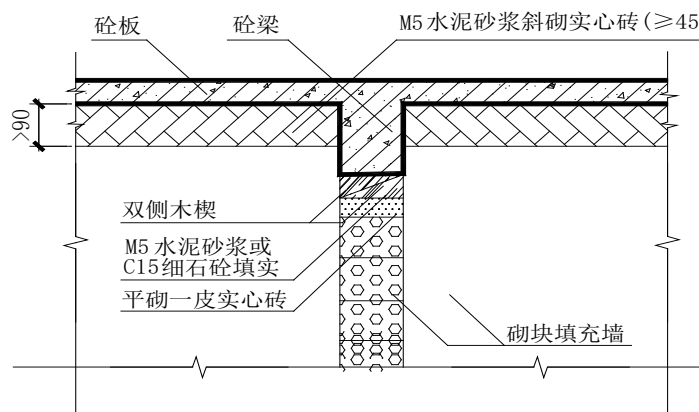 砼板
砼梁
M5水泥砂浆斜砌实心砖(≥45
>90
双侧木楔
M5水泥砂浆或
C15细石砼填实
平砌一皮实心砖
砌块填充墙